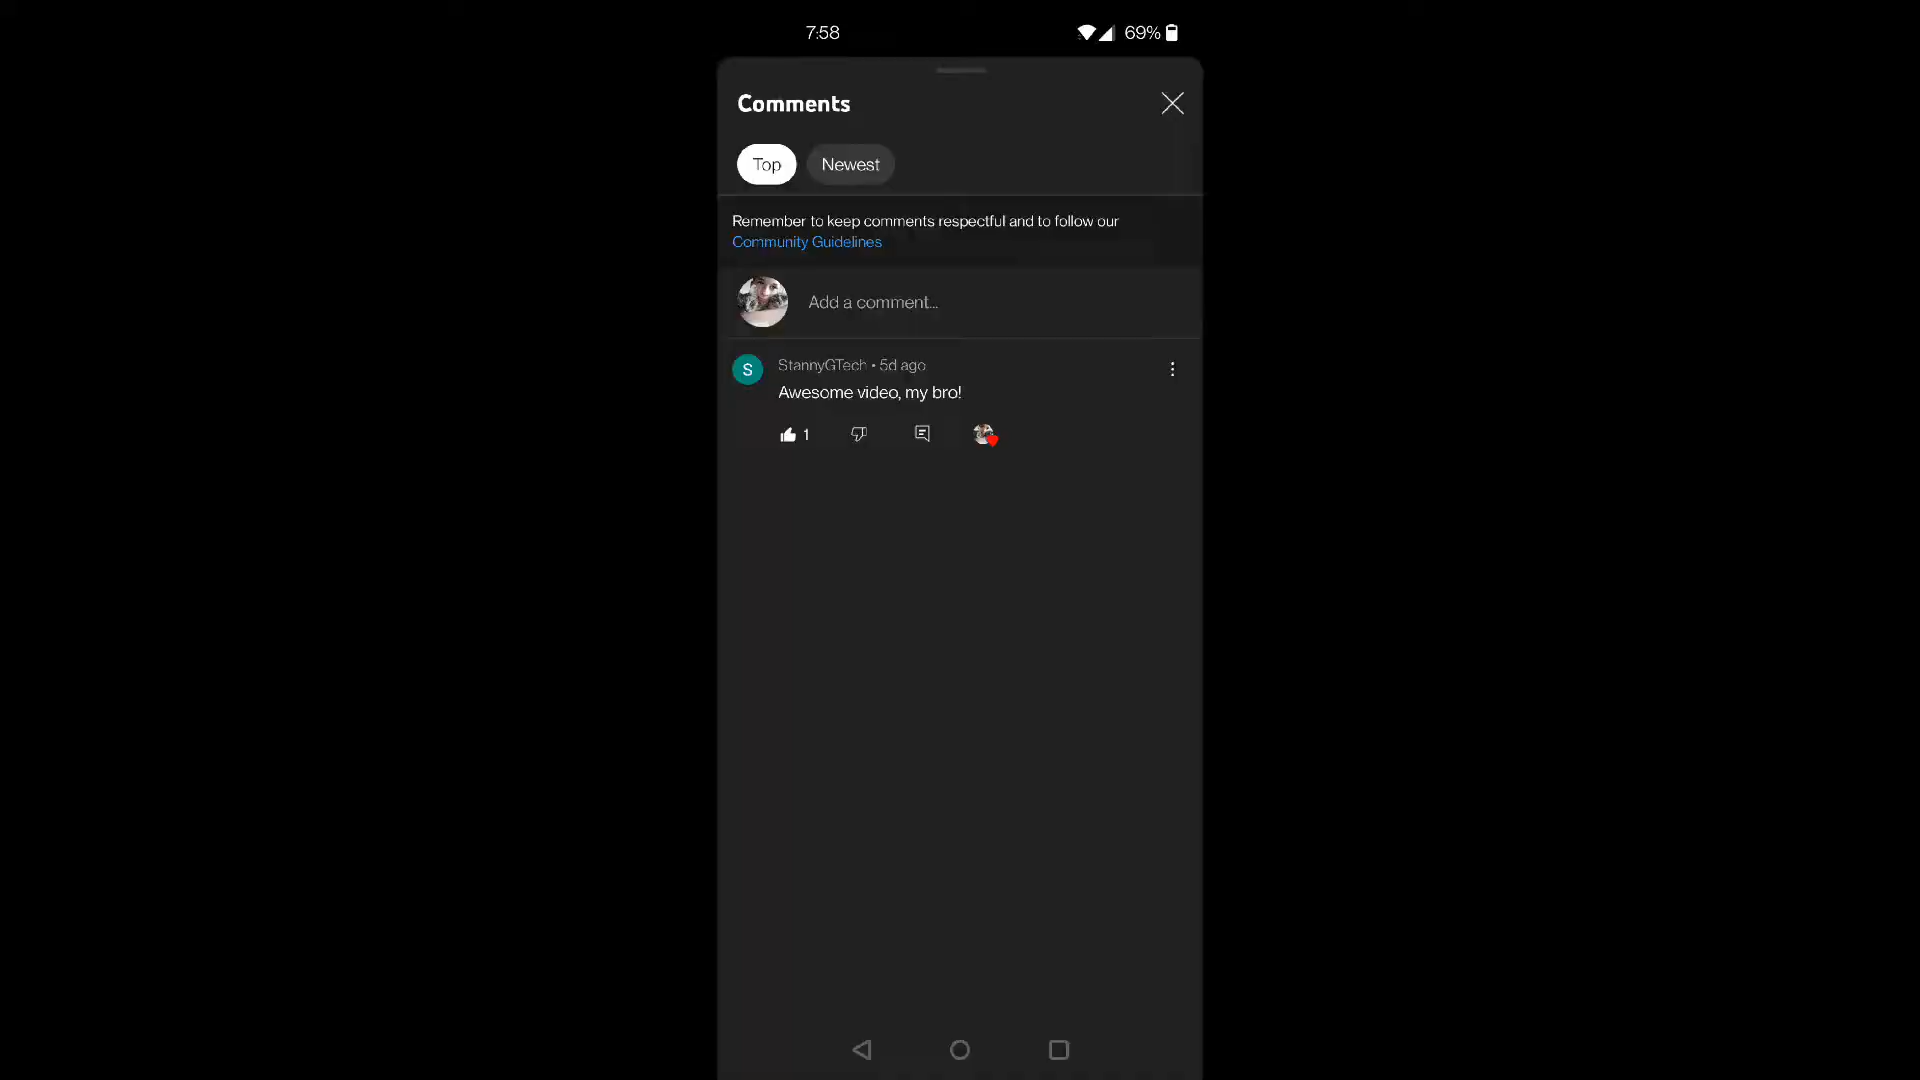 7:58 69%
Comments
Top Newest
Remember to keep comments respectful and to follow our
Community Guidelines
Add a comment...
S StannyGTech • 5d ago
Awesome video, my bro!
1